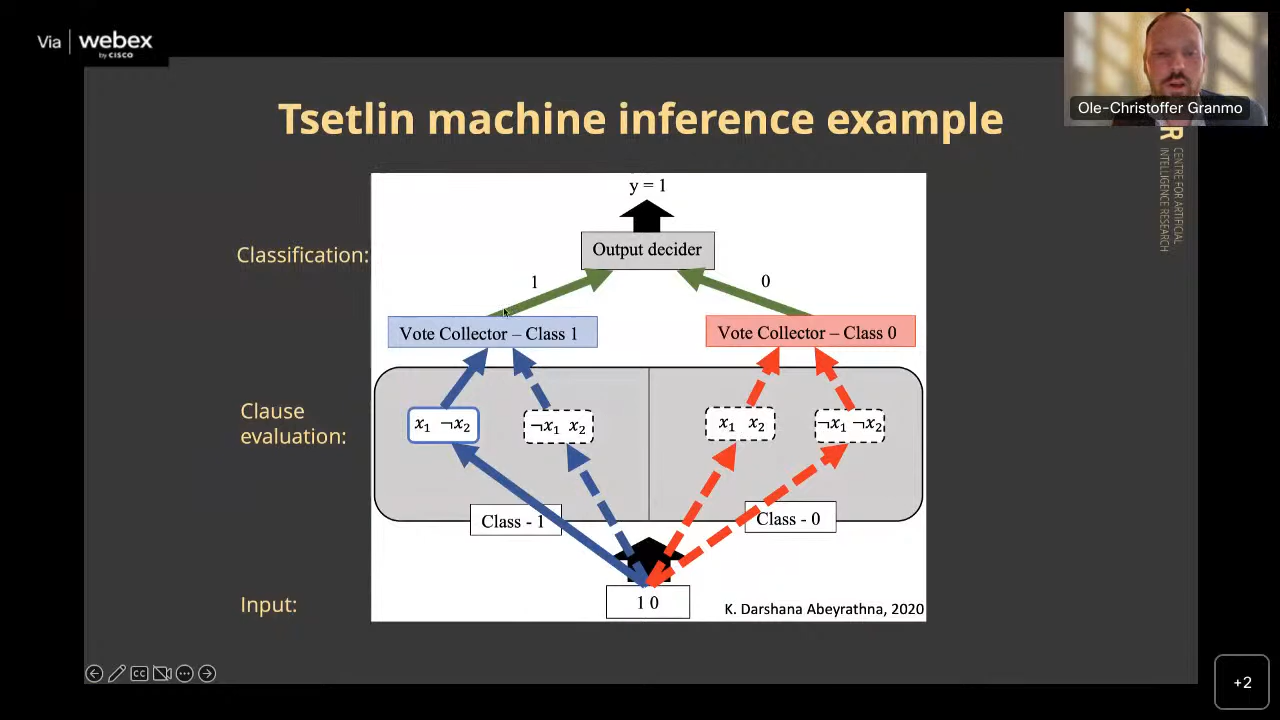 Via webex
by CISCO
Ole-Christoffer Granmo
R
CENTRE FOR ARTIFICIAL
INTELLIGENCE RESEARCH
Tsetlin machine inference example
y = 1
Classification:
Output decider
1
0
Vote Collector – Class 1
Vote Collector – Class 0
Clause
evaluation:
x₁ ¬x₂
¬x₁ x₂
x₁ x₂
¬x₁ ¬x₂
Class - 1
Class - 0
Input:
1 0
K. Darshana Abeyrathna, 2020
CC
+2